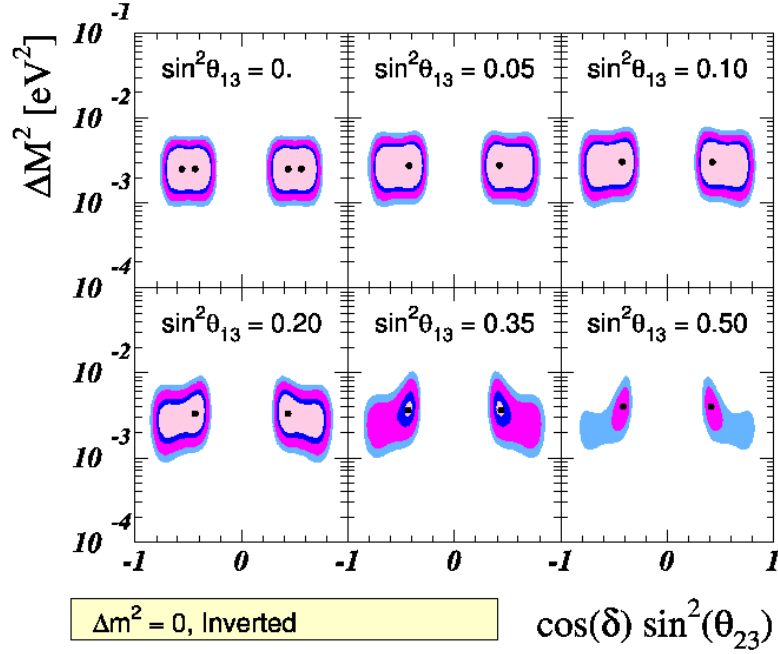 ΔM² [eV²]
10⁻¹
sin²θ₁₃ = 0. sin²θ₁₃ = 0.05 sin²θ₁₃ = 0.10
10⁻²
10⁻³
10⁻⁴
sin²θ₁₃ = 0.20 sin²θ₁₃ = 0.35 sin²θ₁₃ = 0.50
10⁻²
10⁻³
10⁻⁴
-1 0 -1 0 -1 0 1
Δm² = 0, Inverted
cos(δ) sin²(θ₂₃)